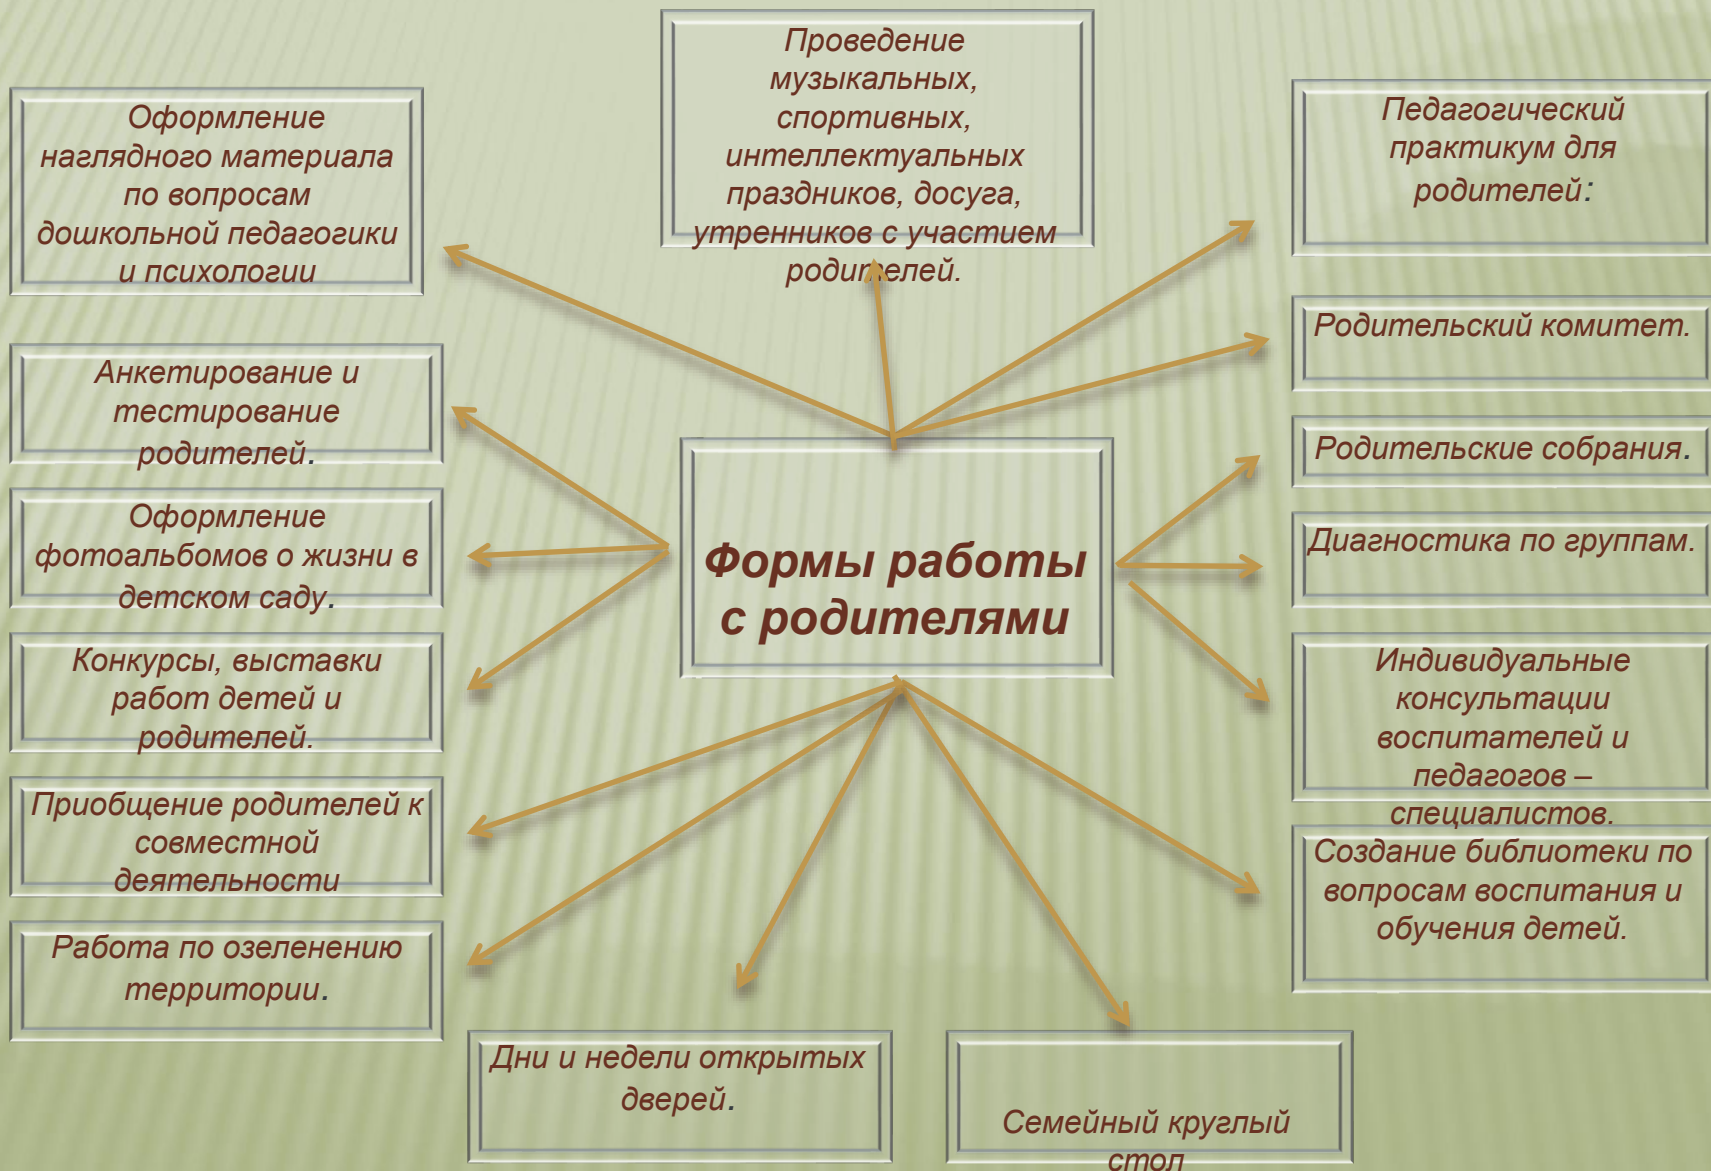 Проведение
музыкальных,
спортивных,
интеллектуальных
праздников, досуга,
утренников с участием
родителей.
Оформление
наглядного материала
по вопросам
дошкольной педагогики
и психологии
Педагогический
практикум для
родителей:
Анкетирование и
тестирование
родителей.
Родительский комитет.
Родительские собрания.
Оформление
фотоальбомов о жизни в
детском саду.
Формы работы
с родителями
Диагностика по группам.
Конкурсы, выставки
работ детей и
родителей.
Индивидуальные
консультации
воспитателей и
педагогов –
специалистов.
Приобщение родителей к
совместной
деятельности
Создание библиотеки по
вопросам воспитания и
обучения детей.
Работа по озеленению
территории.
Дни и недели открытых
дверей.
Семейный круглый
стол